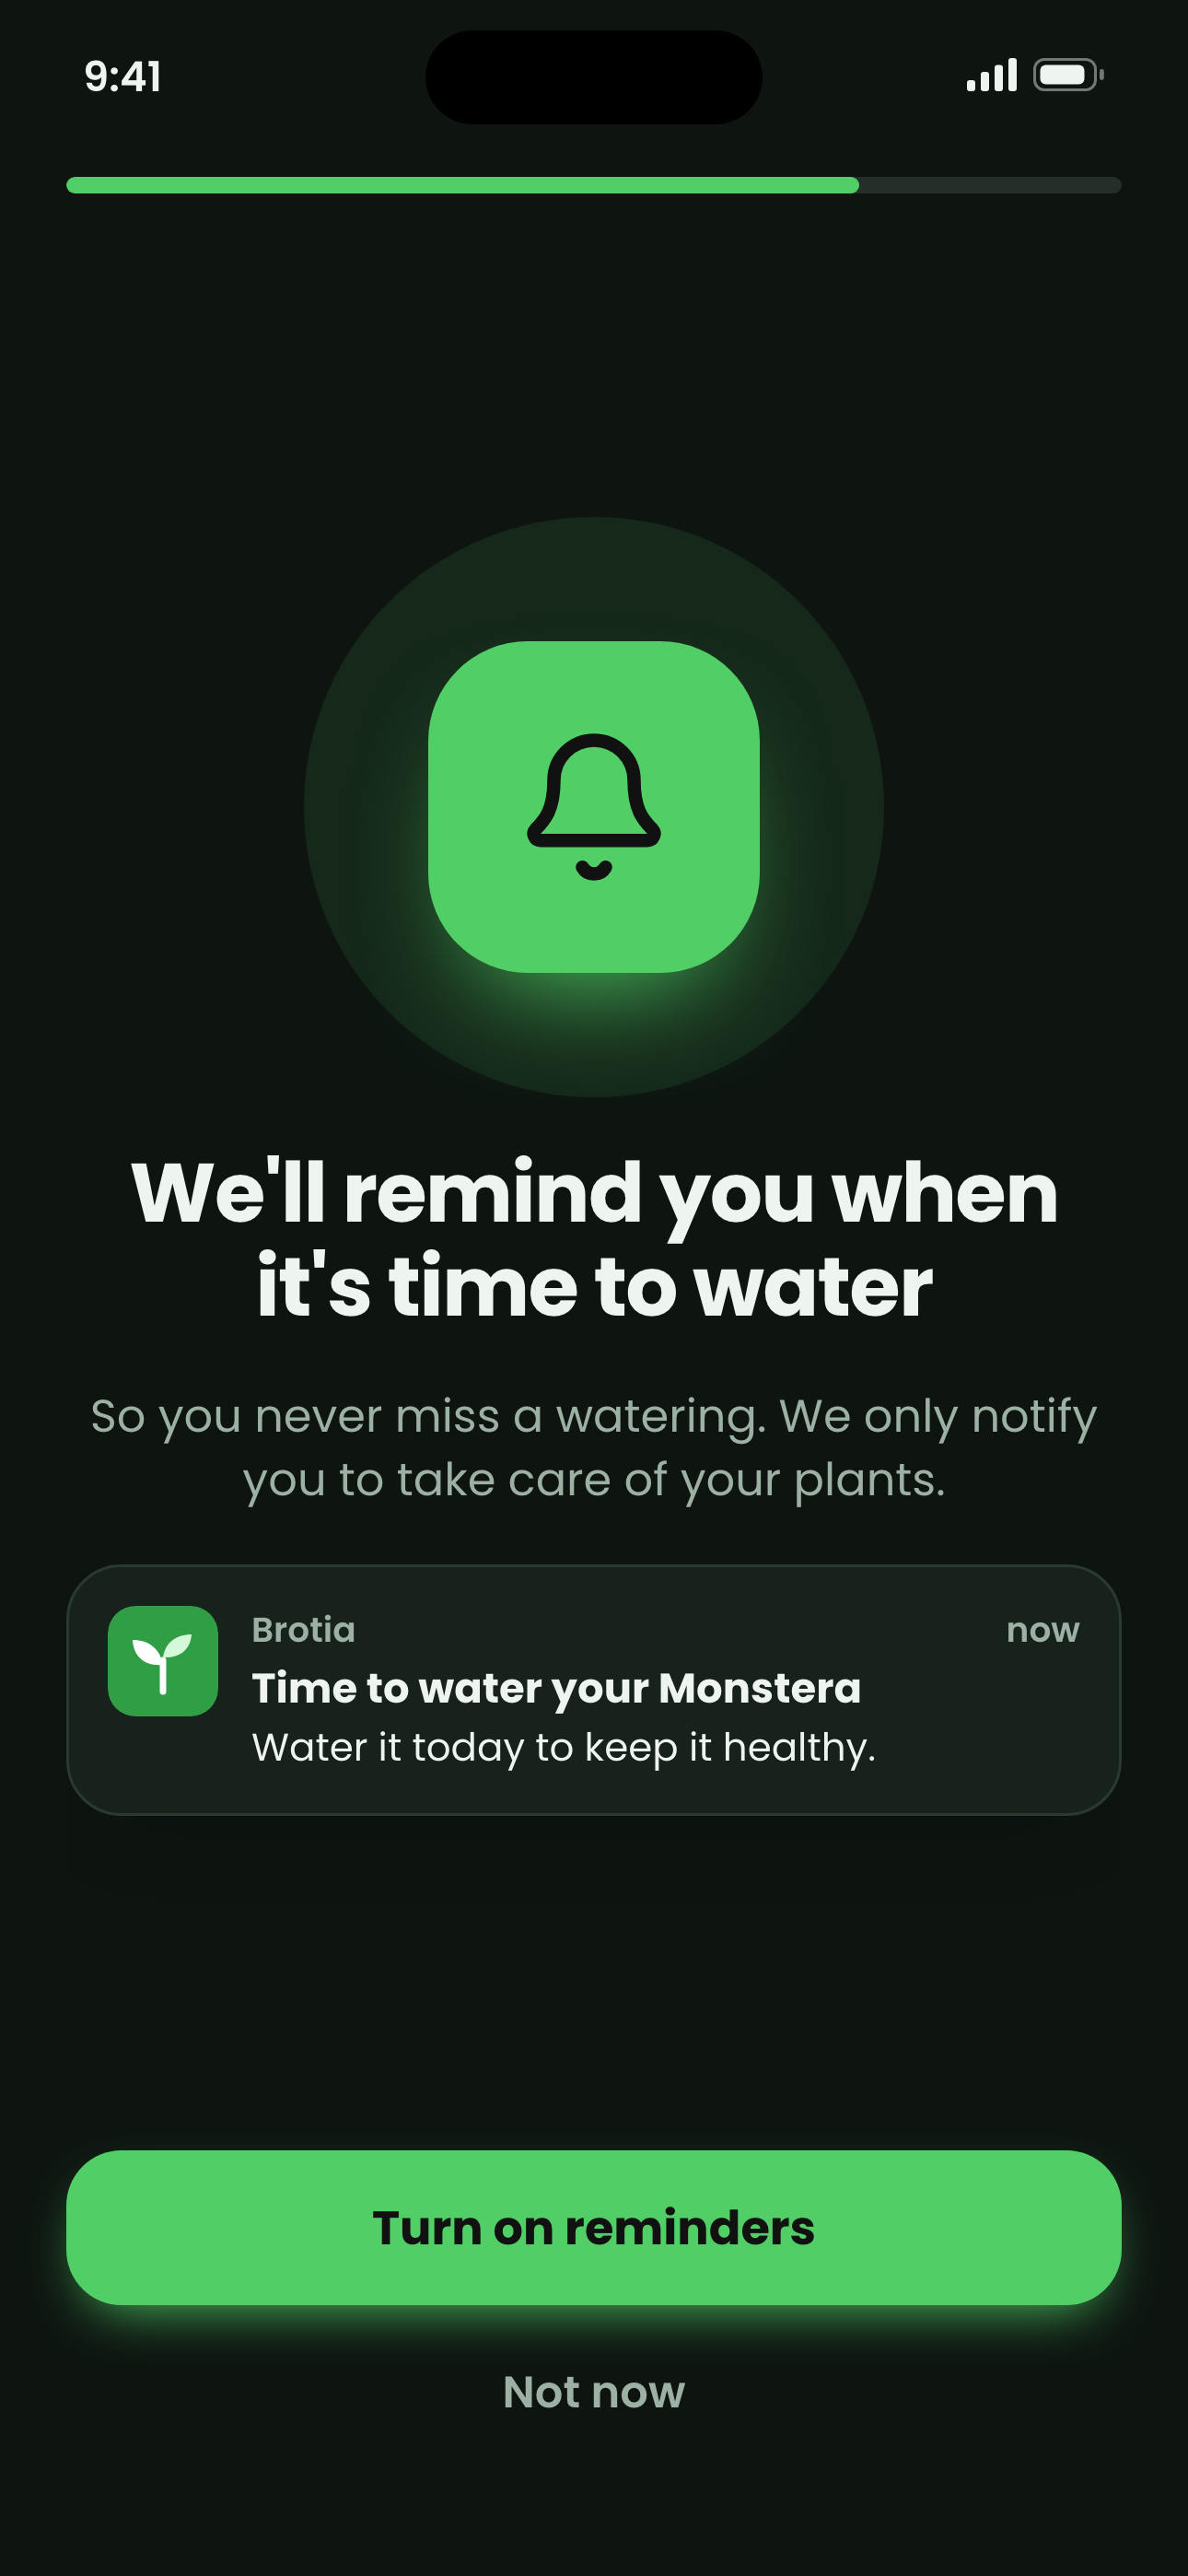 9:41
We'll remind you when
it's time to water
So you never miss a watering. We only notify
you to take care of your plants.
Brotia
now
Time to water your Monstera
Water it today to keep it healthy.
Turn on reminders
Not now